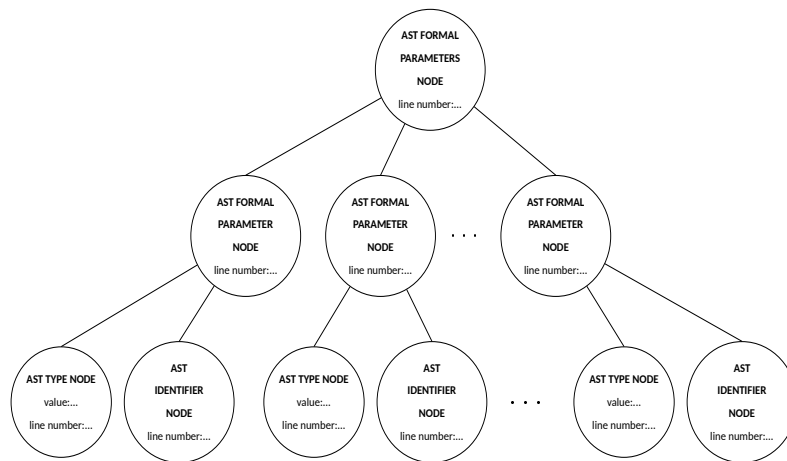 AST FORMAL
PARAMETERS
NODE
line number:...
AST FORMAL
PARAMETER
NODE
line number:...
AST FORMAL
PARAMETER
NODE
line number:...
. . .
AST FORMAL
PARAMETER
NODE
line number:...
AST TYPE NODE
value:...
line number:...
AST
IDENTIFIER
NODE
line number:...
AST TYPE NODE
value:...
line number:...
AST
IDENTIFIER
NODE
line number:...
. . .
AST TYPE NODE
value:...
line number:...
AST
IDENTIFIER
NODE
line number:...